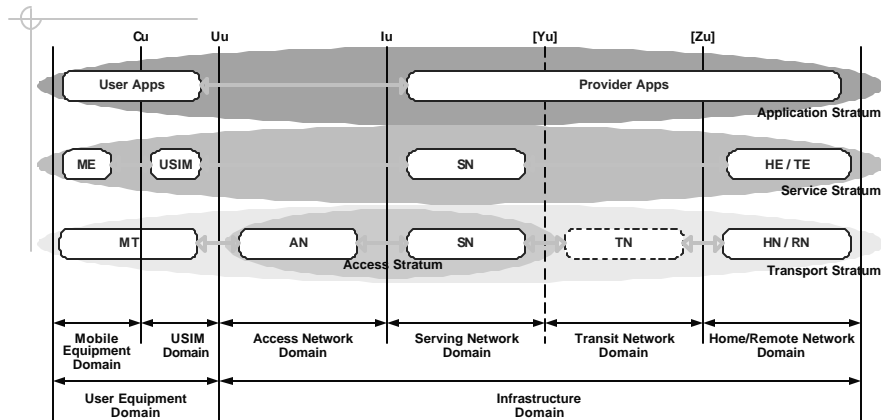 Cu Uu Iu [Yu] [Zu]
User Apps Provider Apps
Application Stratum
ME USIM SN HE / TE
Service Stratum
MT AN SN TN HN / RN
Access Stratum Transport Stratum
Mobile USIM Access Network Serving Network Transit Network Home/Remote Network
Equipment Domain Domain Domain Domain Domain
Domain
User Equipment Infrastructure
Domain Domain